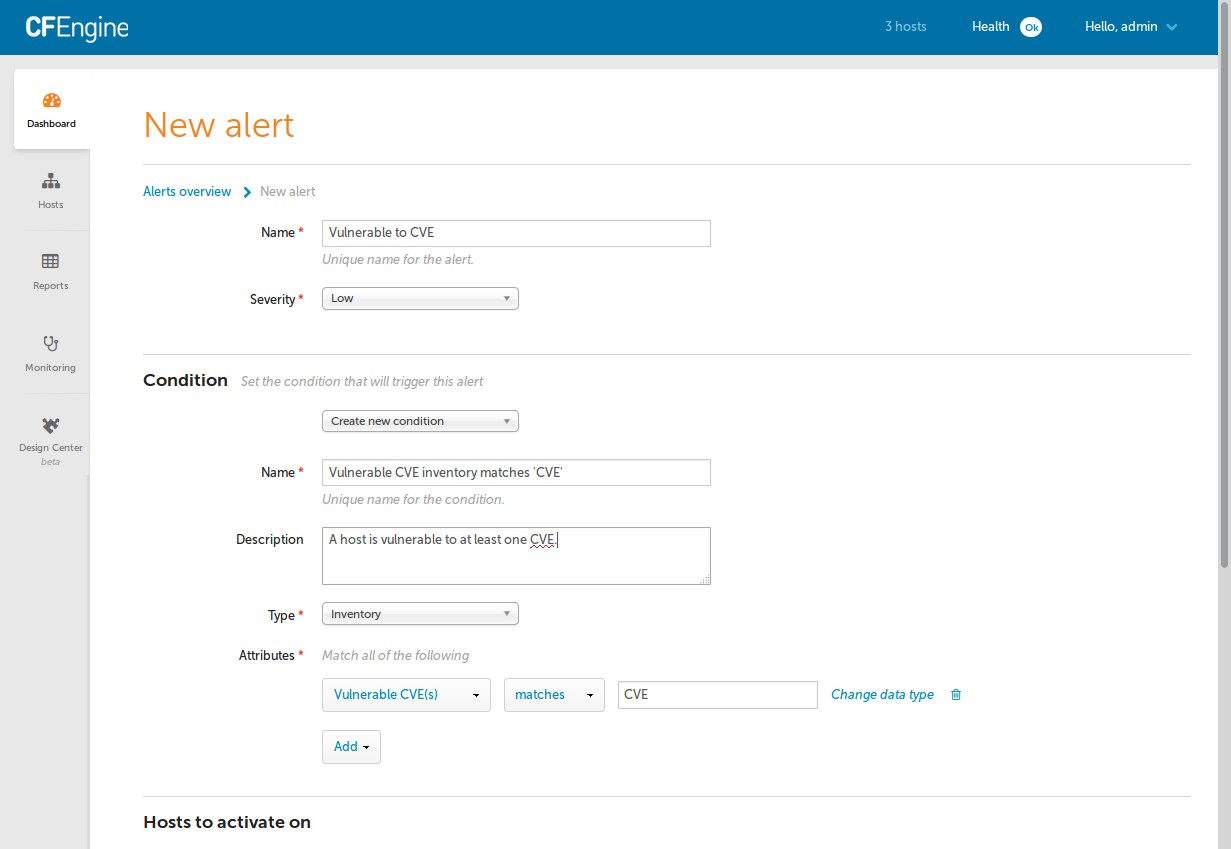 CFEngine
3 hosts
Health Ok
Hello, admin
Dashboard
Hosts
Reports
Monitoring
Design Center
beta
New alert
Alerts overview New alert
Name * Vulnerable to CVE
Unique name for the alert.
Severity * Low
Condition Set the condition that will trigger this alert
Create new condition
Name * Vulnerable CVE inventory matches 'CVE'
Unique name for the condition.
Description A host is vulnerable to at least one CVE.
Type * Inventory
Attributes * Match all of the following
Vulnerable CVE(s) matches CVE Change data type
Add
Hosts to activate on